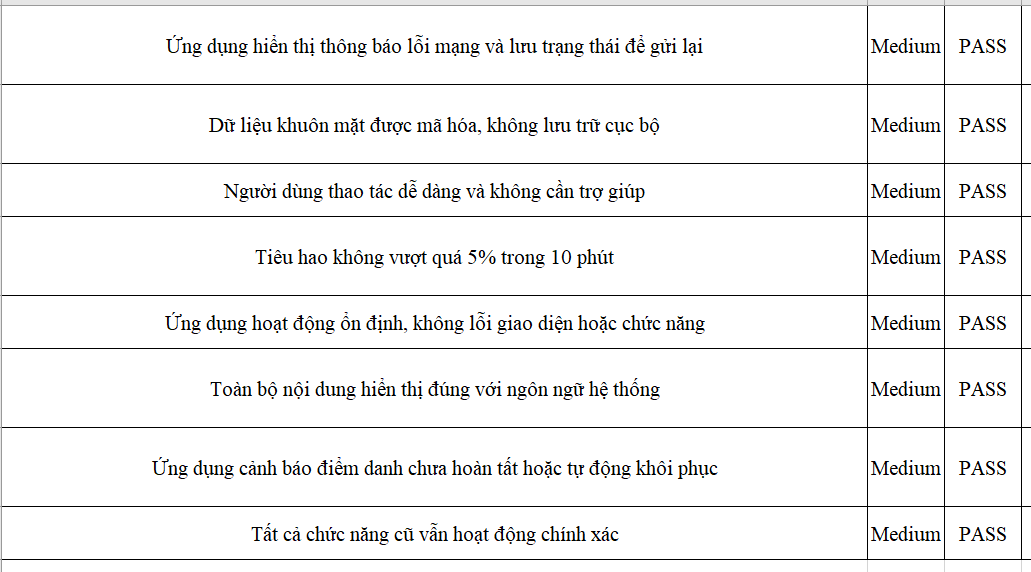 Ứng dụng hiển thị thông báo lỗi mạng và lưu trạng thái để gửi lại Medium PASS
Dữ liệu khuôn mặt được mã hóa, không lưu trữ cục bộ Medium PASS
Người dùng thao tác dễ dàng và không cần trợ giúp Medium PASS
Tiêu hao không vượt quá 5% trong 10 phút Medium PASS
Ứng dụng hoạt động ổn định, không lỗi giao diện hoặc chức năng Medium PASS
Toàn bộ nội dung hiển thị đúng với ngôn ngữ hệ thống Medium PASS
Ứng dụng cảnh báo điểm danh chưa hoàn tất hoặc tự động khôi phục Medium PASS
Tất cả chức năng cũ vẫn hoạt động chính xác Medium PASS